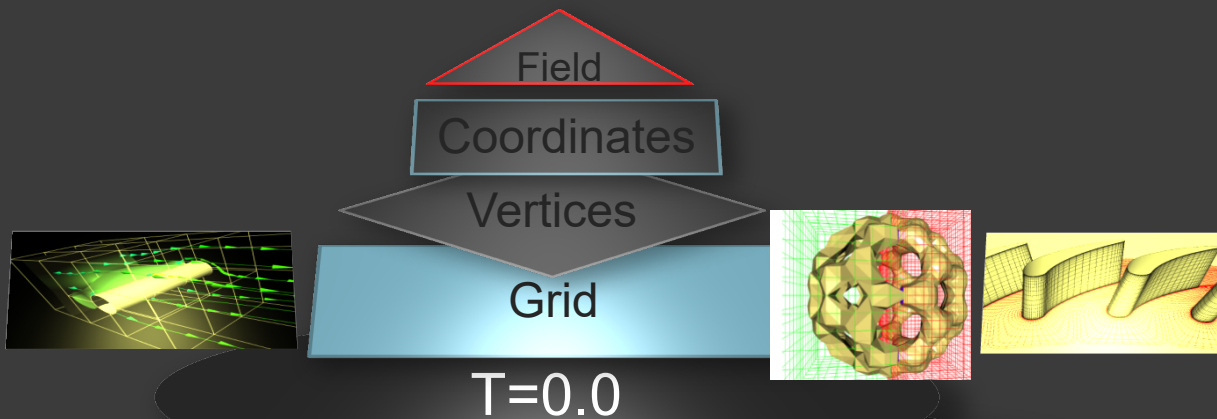 Field
Coordinates
Vertices
Grid
T=0.0